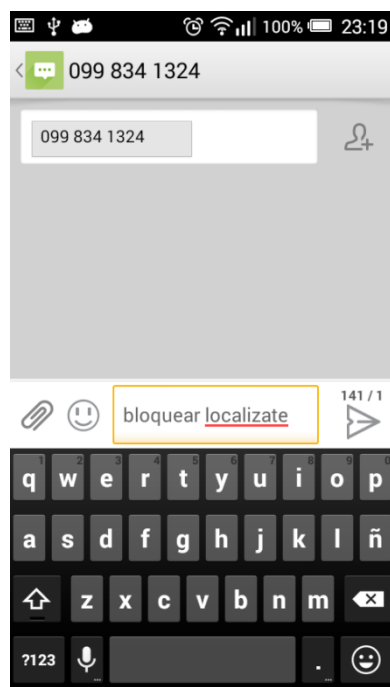 100% 23:19
099 834 1324
099 834 1324
141 / 1
bloquear localizate
1 2 3 4 5 6 7 8 9 0
q w e r t y u i o p
a s d f g h j k l ñ
z x c v b n m
?123 . ...